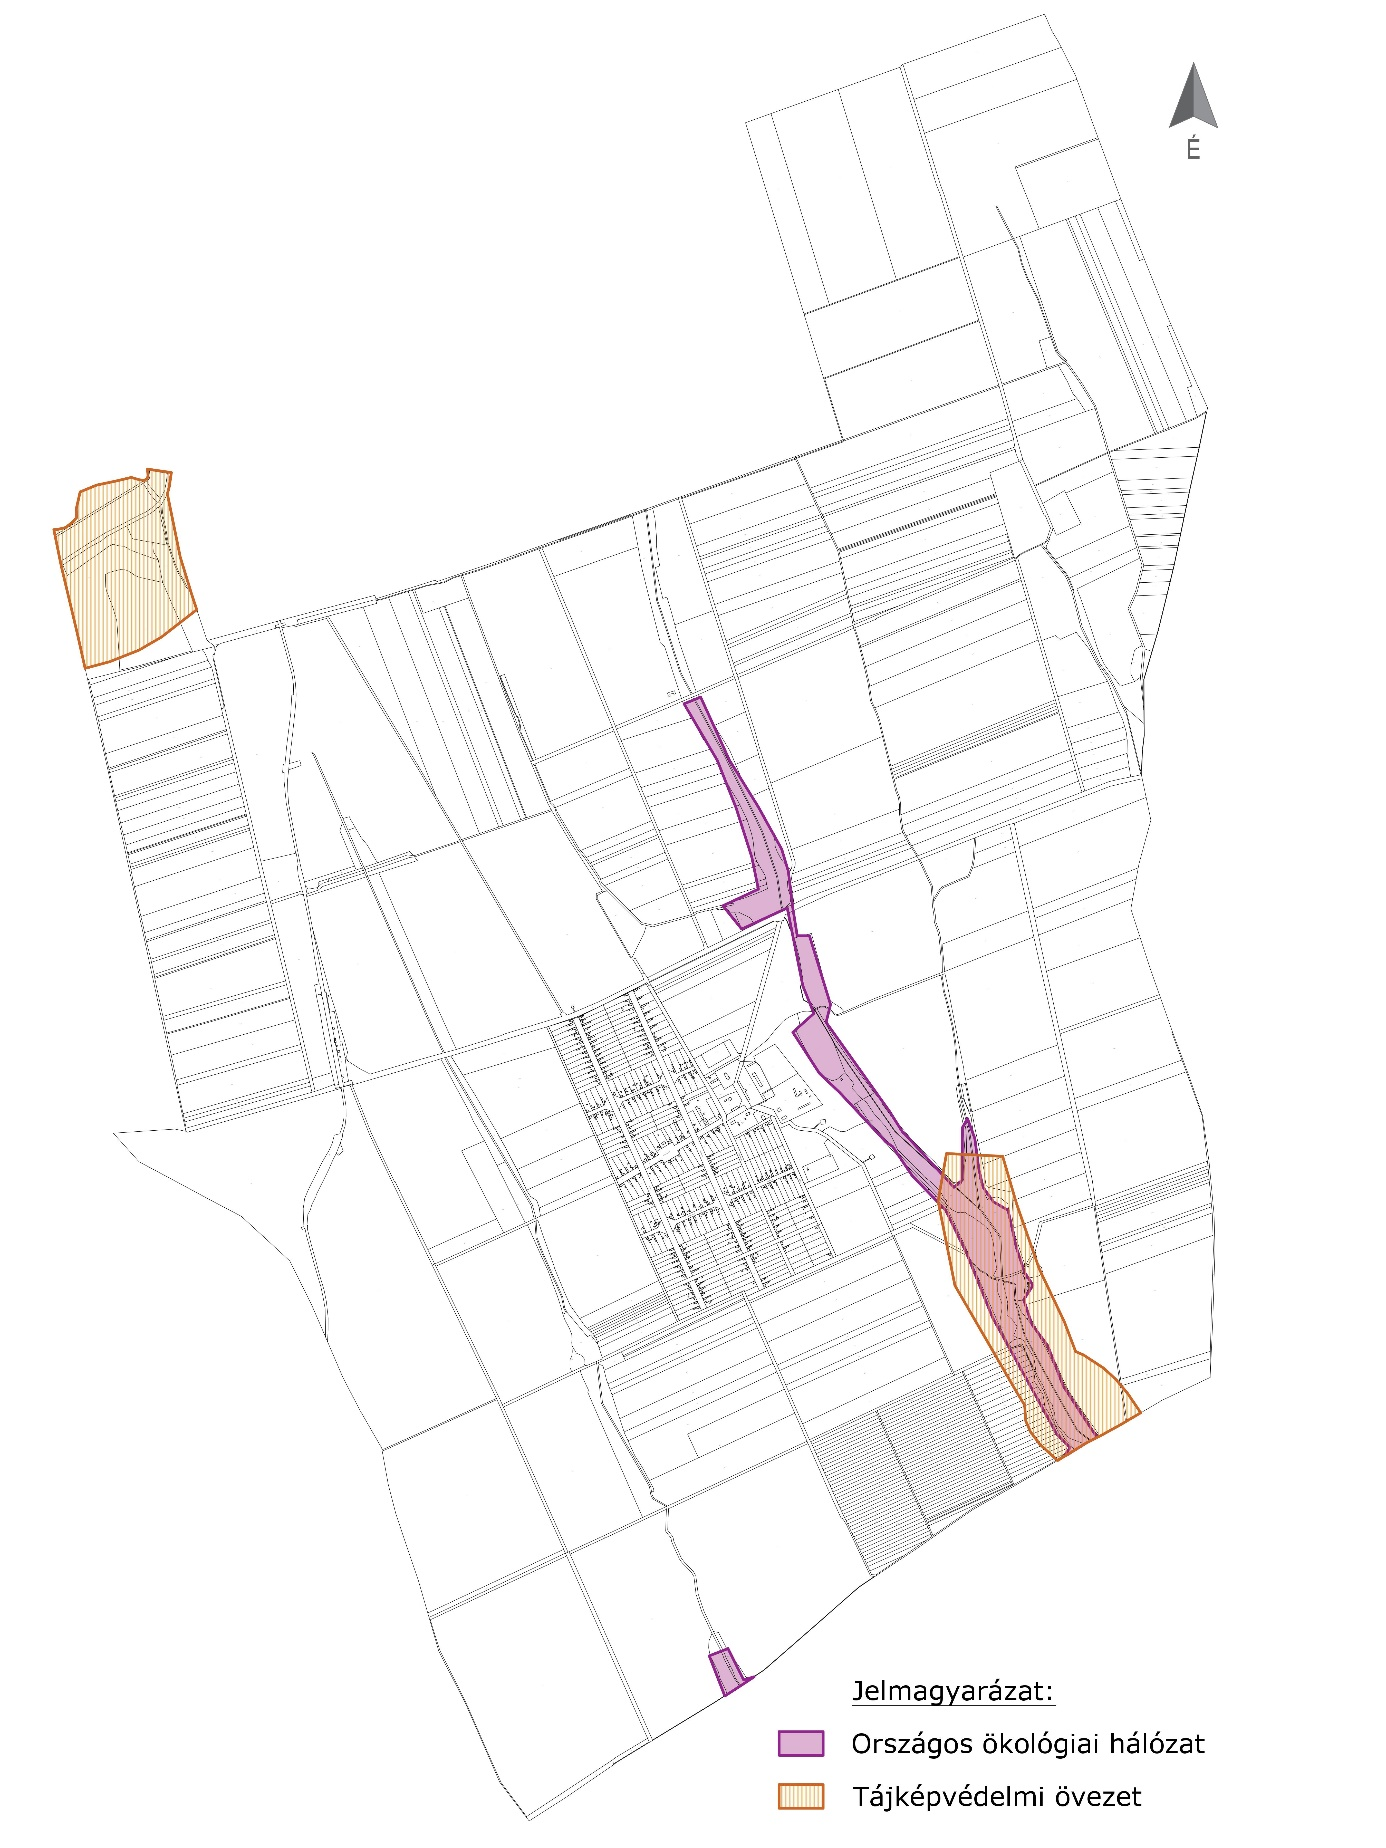 É
Jelmagyarázat:
Országos ökológiai hálózat
Tájképvédelmi övezet